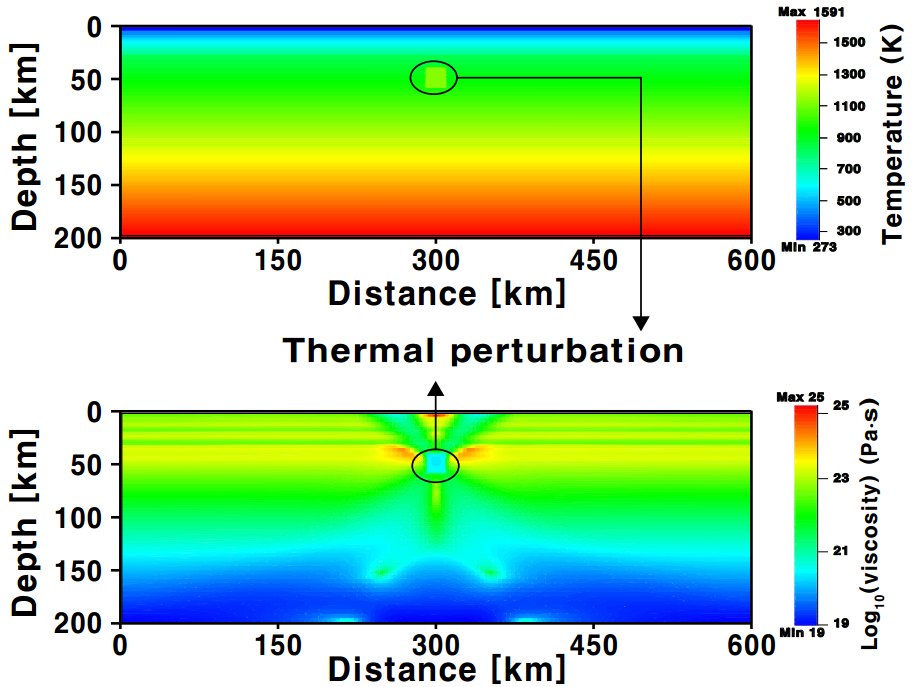 Max 1591
0
50
100
150
200
Depth [km]
0
150
300
450
600
Distance [km]
1500
1300
1100
900
700
500
300
Min 273
Temperature (K)
Thermal perturbation
Max 25
0
50
100
150
200
Depth [km]
0
150
300
450
600
Distance [km]
25
23
21
19
Min 19
Log10(viscosity) (Pa·s)